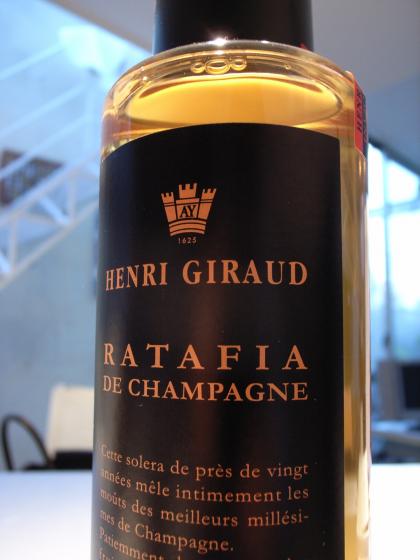 AY
1625
HENRI GIRAUD
RATAFIA
DE CHAMPAGNE
Cette solera de près de vingt
années mêle intimement les
moûts des meilleurs millési-
mes de Champagne.
Patiemment